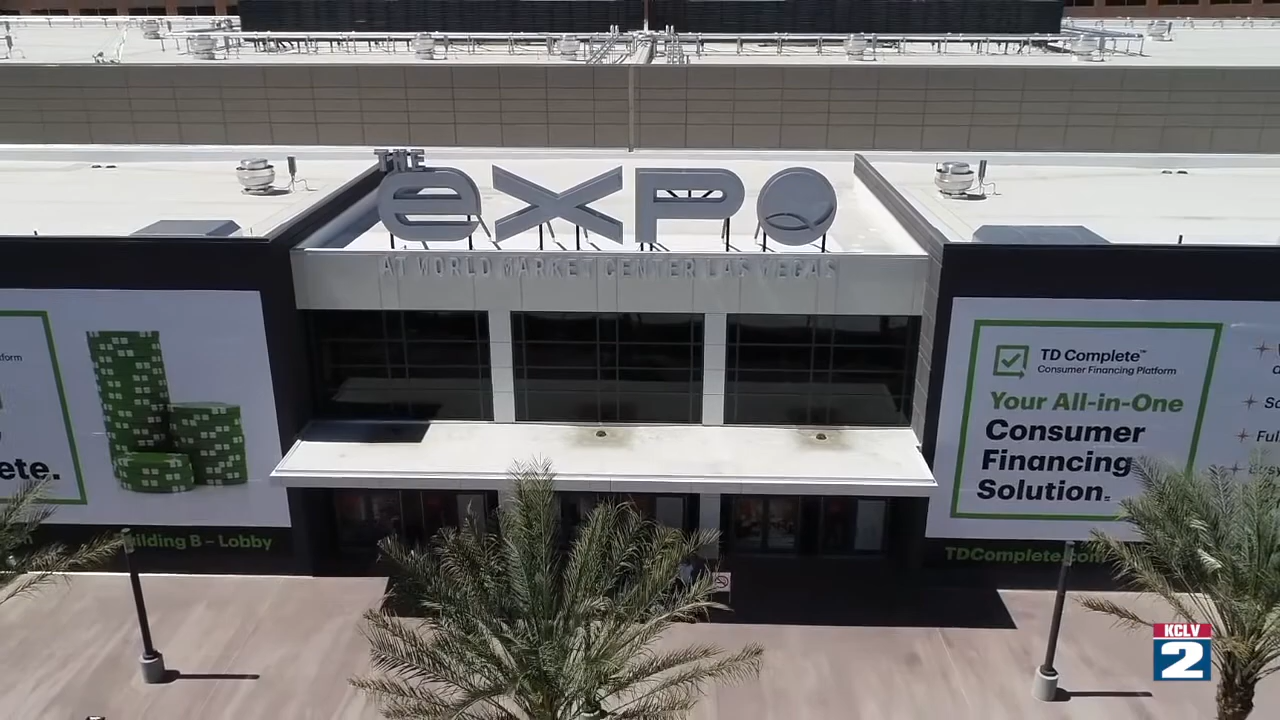 THE
eXPO
AT WORLD MARKET CENTER LAS VEGAS
ete.
Building B – Lobby
TD Complete™
Consumer Financing Platform
Your All-in-One
Consumer
Financing
Solution.
TDComplete.com
KCLV
2